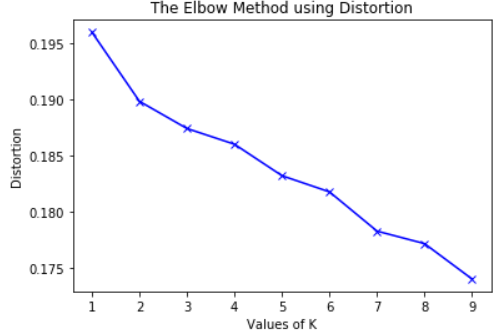 The Elbow Method using Distortion
0.195
0.190
0.185
0.180
0.175
Distortion
1 2 3 4 5 6 7 8 9
Values of K